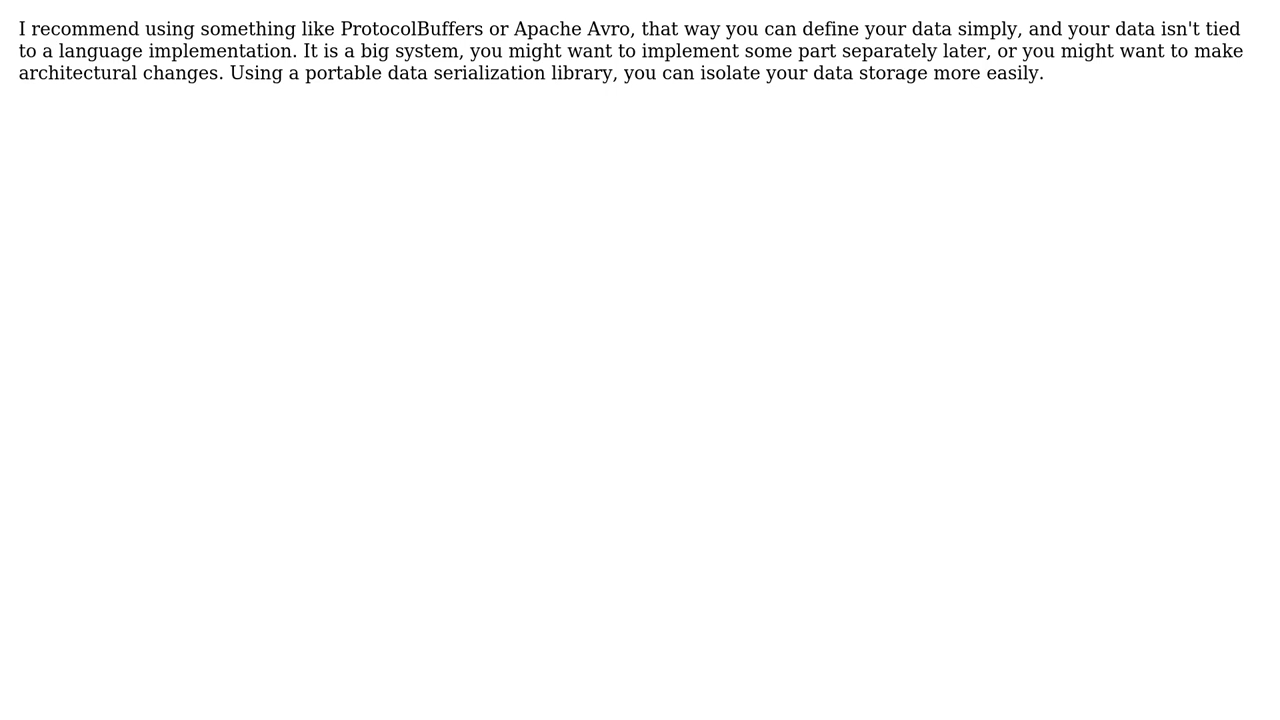 I recommend using something like ProtocolBuffers or Apache Avro, that way you can define your data simply, and your data isn't tied
to a language implementation. It is a big system, you might want to implement some part separately later, or you might want to make
architectural changes. Using a portable data serialization library, you can isolate your data storage more easily.